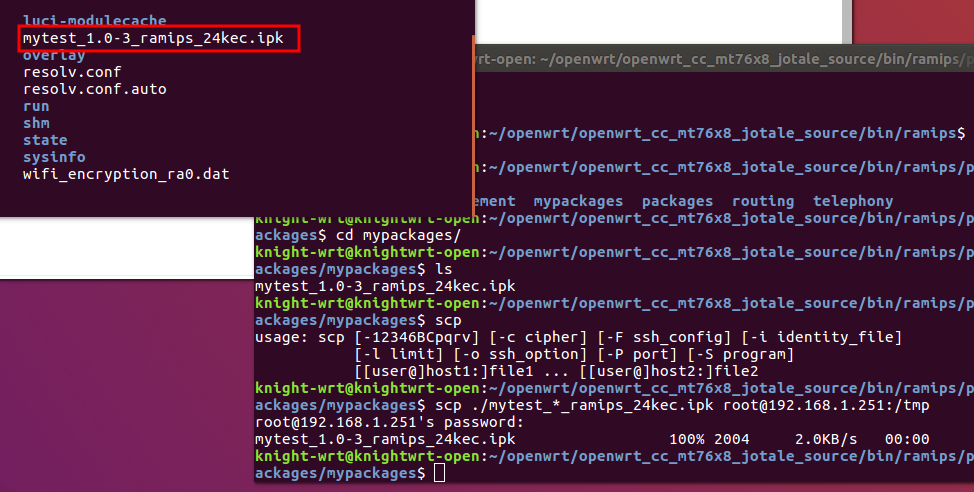 luci-modulecache
mytest_1.0-3_ramips_24kec.ipk
overlay
resolv.conf
resolv.conf.auto
run
shm
state
sysinfo
wifi_encryption_ra0.dat
rt-open: ~/openwrt/openwrt_cc_mt76x8_jotale_source/bin/ramips/p
:~/openwrt/openwrt_cc_mt76x8_jotale_source/bin/ramips$
:~/openwrt/openwrt_cc_mt76x8_jotale_source/bin/ramips/p
ement mypackages packages routing telephony
knight-wrt@knightwrt-open:~/openwrt/openwrt_cc_mt76x8_jotale_source/bin/ramips/p
ackages$ cd mypackages/
knight-wrt@knightwrt-open:~/openwrt/openwrt_cc_mt76x8_jotale_source/bin/ramips/p
ackages/mypackages$ ls
mytest_1.0-3_ramips_24kec.ipk
knight-wrt@knightwrt-open:~/openwrt/openwrt_cc_mt76x8_jotale_source/bin/ramips/p
ackages/mypackages$ scp
usage: scp [-12346BCpqrv] [-c cipher] [-F ssh_config] [-i identity_file]
[-l limit] [-o ssh_option] [-P port] [-S program]
[[user@]host1:]file1 ... [[user@]host2:]file2
knight-wrt@knightwrt-open:~/openwrt/openwrt_cc_mt76x8_jotale_source/bin/ramips/p
ackages/mypackages$ scp ./mytest_*_ramips_24kec.ipk root@192.168.1.251:/tmp
root@192.168.1.251's password:
mytest_1.0-3_ramips_24kec.ipk 100% 2004 2.0KB/s 00:00
knight-wrt@knightwrt-open:~/openwrt/openwrt_cc_mt76x8_jotale_source/bin/ramips/p
ackages/mypackages$